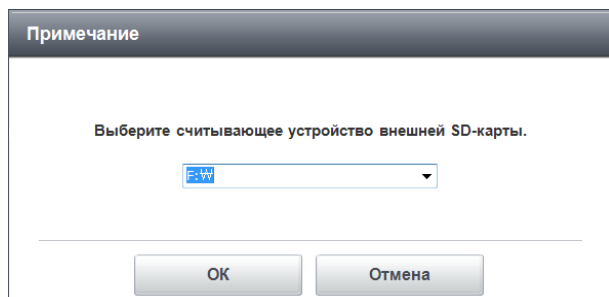 Примечание
Выберите считывающее устройство внешней SD-карты.
F:₩
ОК
Отмена